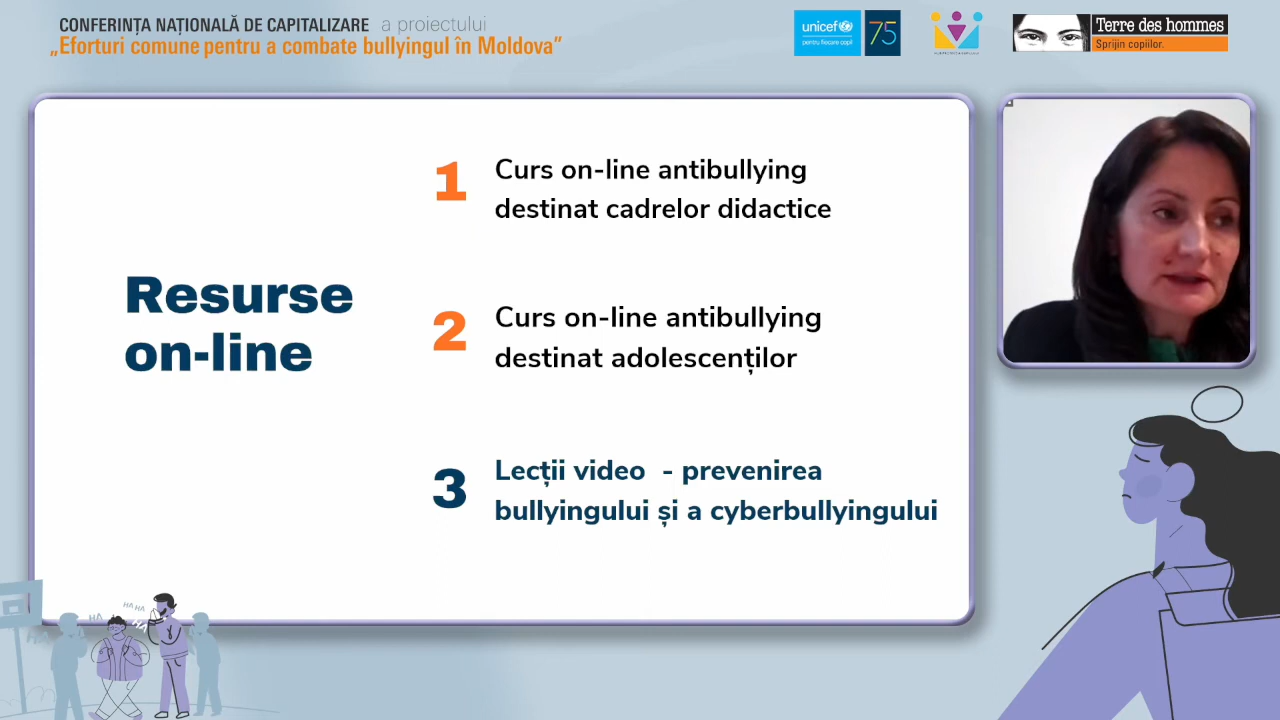 CONFERINȚA NAȚIONALĂ DE CAPITALIZARE a proiectului
„Eforturi comune pentru a combate bullyingul în Moldova”
unicef
pentru fiecare copil
75
Terre des hommes
Sprijin copiilor.
Resurse
on-line
1
Curs on-line antibullying
destinat cadrelor didactice
2
Curs on-line antibullying
destinat adolescenților
3
Lecții video - prevenirea
bullyingului și a cyberbullyingului
HA HA
HA
HA
HA